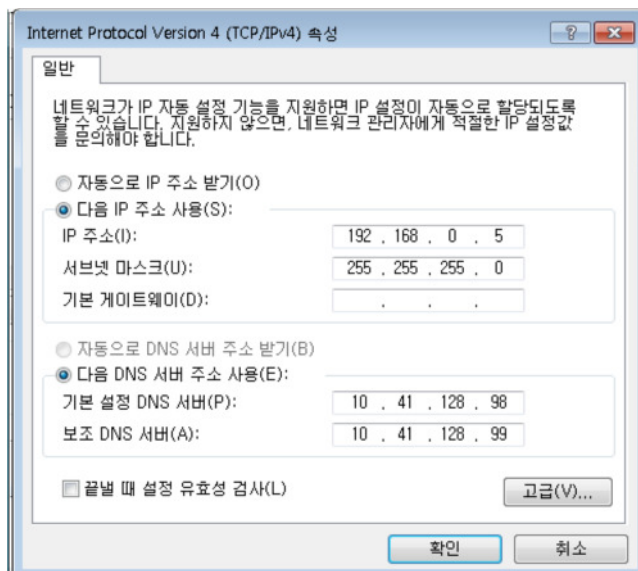 Internet Protocol Version 4 (TCP/IPv4) 속성
일반
네트워크가 IP 자동 설정 기능을 지원하면 IP 설정이 자동으로 할당되도록
할 수 있습니다. 지원하지 않으면, 네트워크 관리자에게 적절한 IP 설정값
을 문의해야 합니다.
자동으로 IP 주소 받기(O)
다음 IP 주소 사용(S):
IP 주소(I): 192 . 168 . 0 . 5
서브넷 마스크(U): 255 . 255 . 255 . 0
기본 게이트웨이(D): . . .
자동으로 DNS 서버 주소 받기(B)
다음 DNS 서버 주소 사용(E):
기본 설정 DNS 서버(P): 10 . 41 . 128 . 98
보조 DNS 서버(A): 10 . 41 . 128 . 99
끝낼 때 설정 유효성 검사(L)
고급(V)...
확인 취소